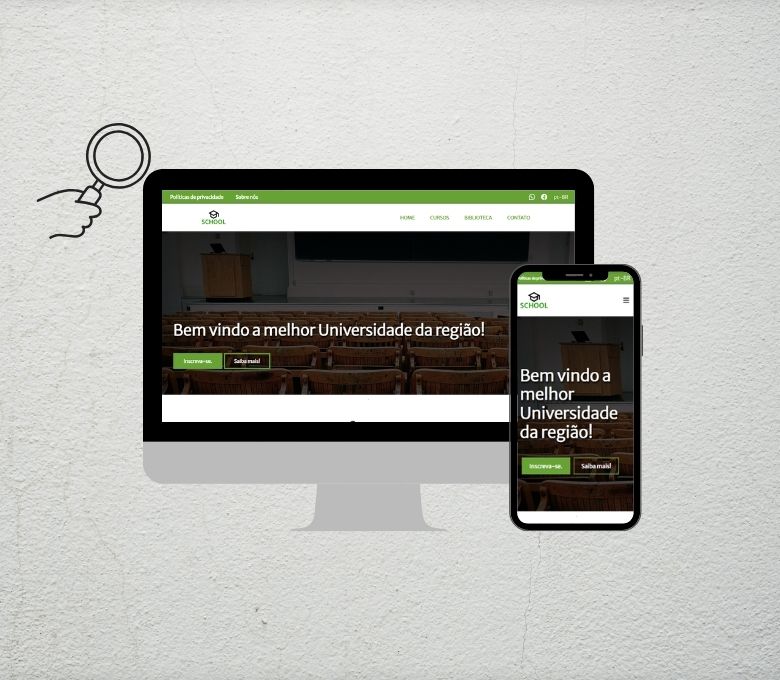 Políticas de privacidade Sobre nós pt-BR
SCHOOL HOME CURSOS BIBLIOTECA CONTATO
Bem vindo a melhor Universidade da região!
Inscreva-se. Saiba mais!
pt-BR
SCHOOL
Bem vindo a
melhor
Universidade
da região!
Inscreva-se. Saiba mais!